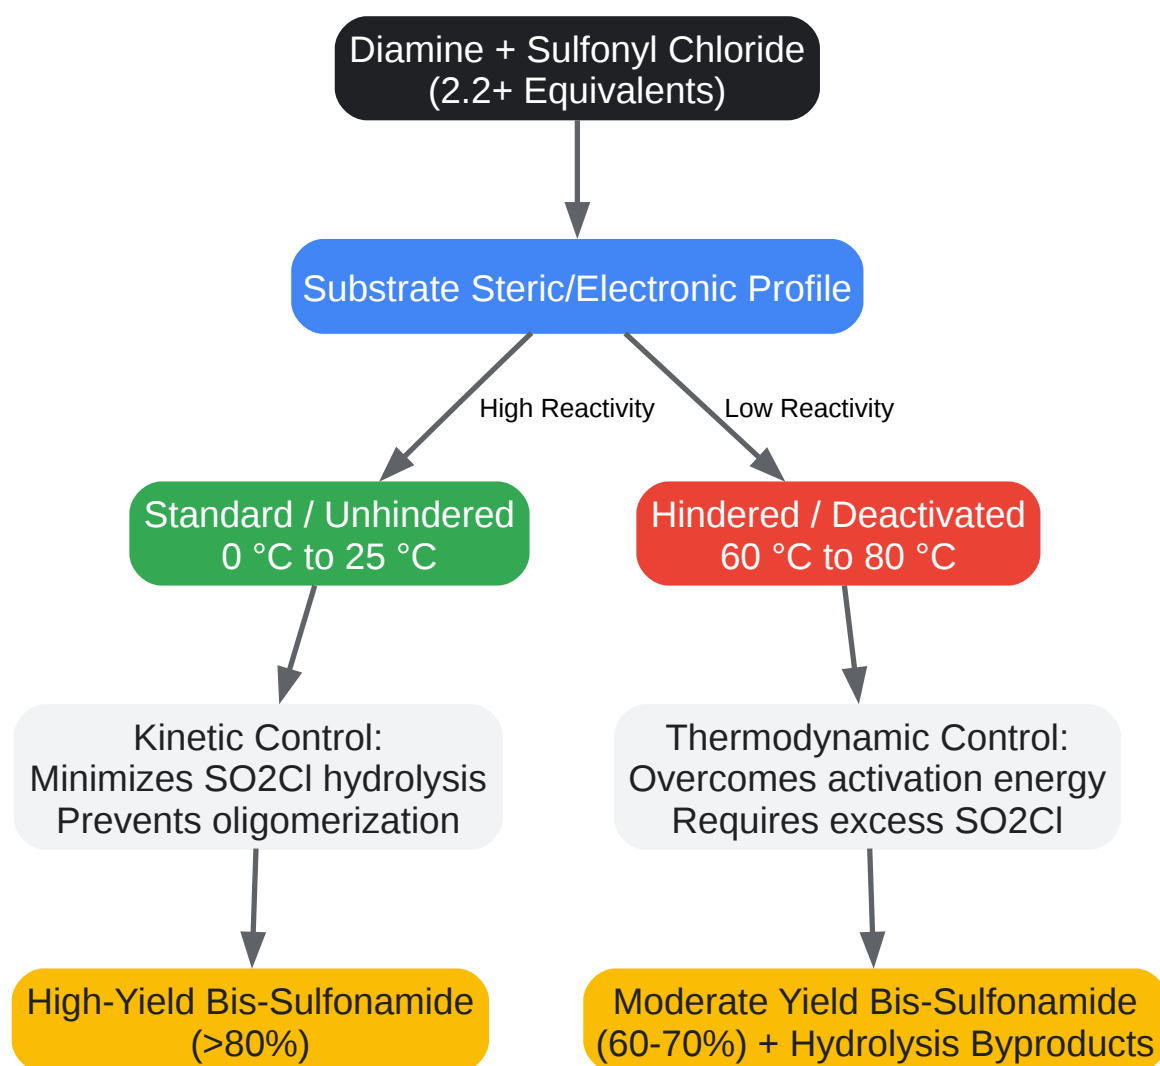 Diamine + Sulfonyl Chloride
(2.2+ Equivalents)
Substrate Steric/Electronic Profile
High Reactivity
Low Reactivity
Standard / Unhindered
0 °C to 25 °C
Hindered / Deactivated
60 °C to 80 °C
Kinetic Control:
Minimizes SO2Cl hydrolysis
Prevents oligomerization
Thermodynamic Control:
Overcomes activation energy
Requires excess SO2Cl
High-Yield Bis-Sulfonamide
(>80%)
Moderate Yield Bis-Sulfonamide
(60-70%) + Hydrolysis Byproducts